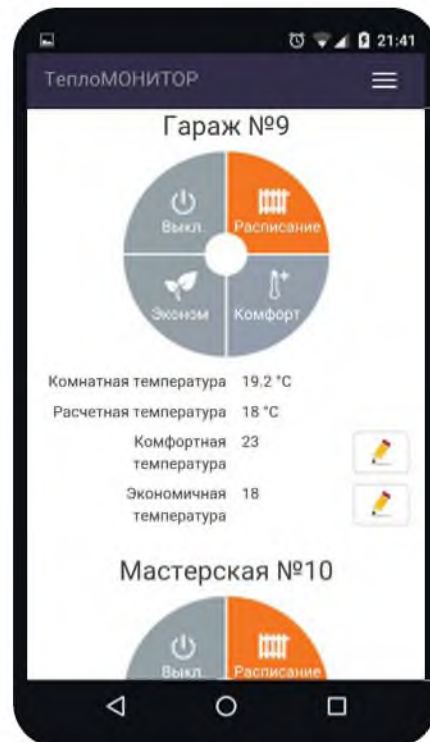 21:41
ТеплоМОНИТОР
Гараж №9
Выкл. Расписание
Эконом Комфорт
Комнатная температура 19.2 °C
Расчетная температура 18 °C
Комфортная 23
температура
Экономичная 18
температура
Мастерская №10
Выкл. Расписание